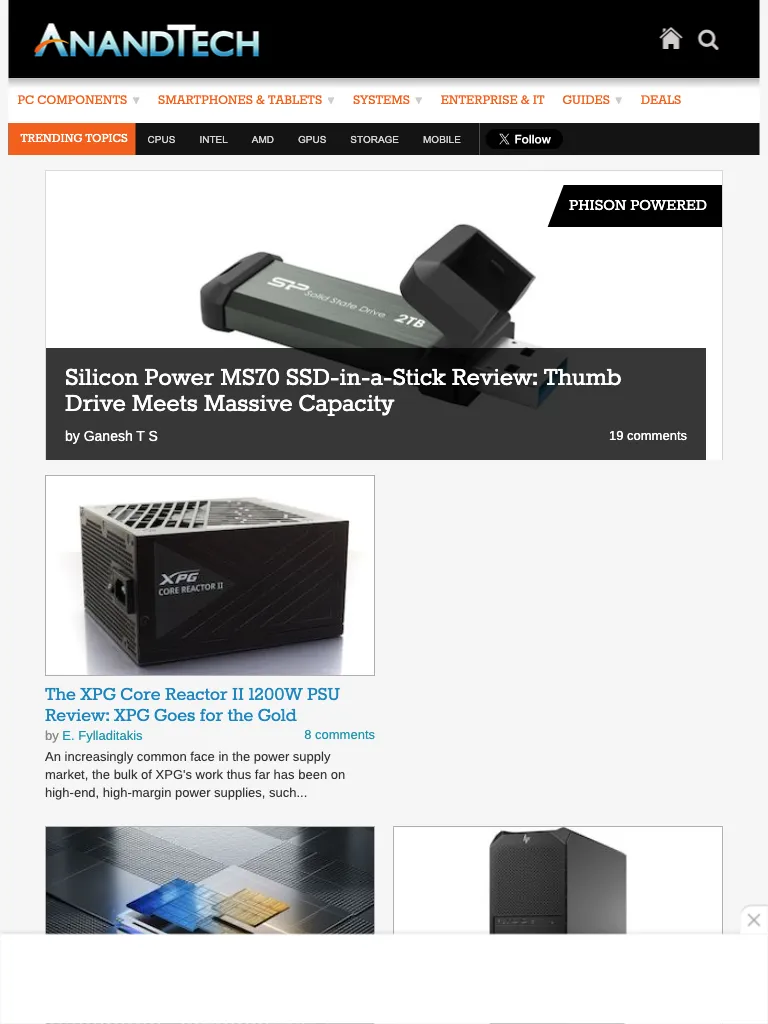 ANANDTECH
PC COMPONENTS
SMARTPHONES & TABLETS
SYSTEMS
ENTERPRISE & IT
GUIDES
DEALS
TRENDING TOPICS
CPUS
INTEL
AMD
GPUS
STORAGE
MOBILE
Follow
PHISON POWERED
SP Solid State Drive 2TB
Silicon Power MS70 SSD-in-a-Stick Review: Thumb
Drive Meets Massive Capacity
by Ganesh T S
19 comments
XPG
CORE REACTOR II
The XPG Core Reactor II 1200W PSU
Review: XPG Goes for the Gold
by E. Fylladitakis
8 comments
An increasingly common face in the power supply
market, the bulk of XPG's work thus far has been on
high-end, high-margin power supplies, such...
hp